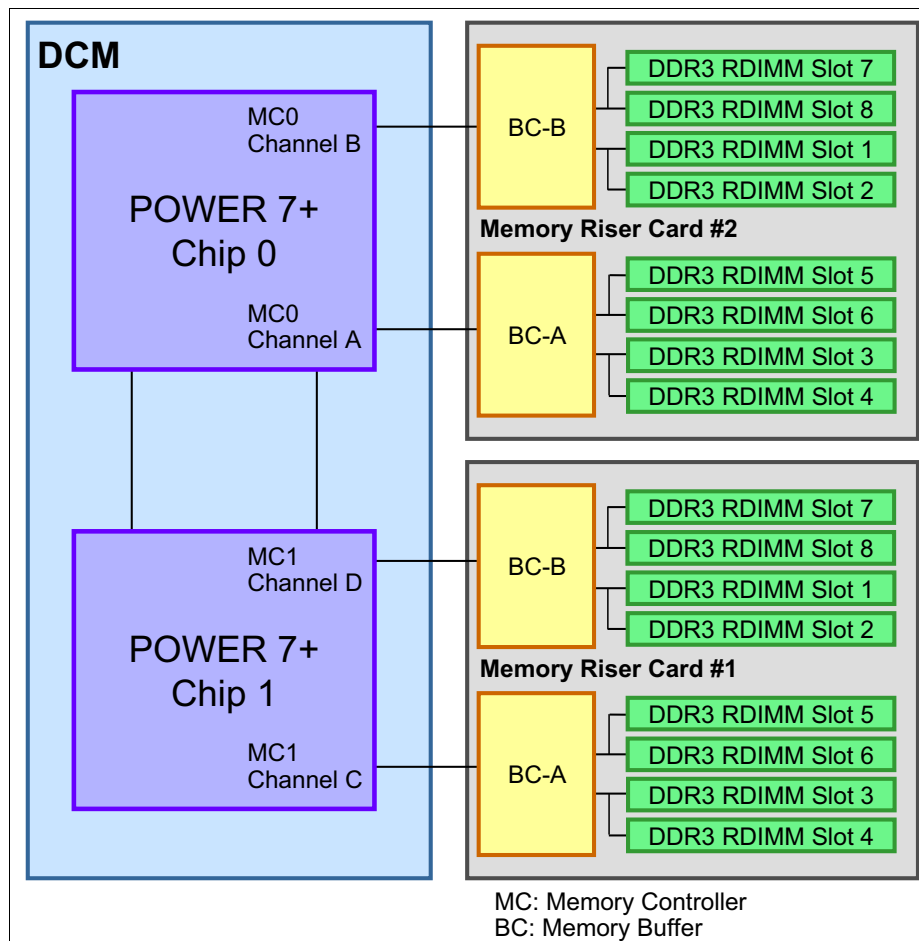 DCM
MC0
Channel B
POWER 7+
Chip 0
MC0
Channel A
BC-B
DDR3 RDIMM Slot 7
DDR3 RDIMM Slot 8
DDR3 RDIMM Slot 1
DDR3 RDIMM Slot 2
Memory Riser Card #2
BC-A
DDR3 RDIMM Slot 5
DDR3 RDIMM Slot 6
DDR3 RDIMM Slot 3
DDR3 RDIMM Slot 4
MC1
Channel D
POWER 7+
Chip 1
MC1
Channel C
BC-B
DDR3 RDIMM Slot 7
DDR3 RDIMM Slot 8
DDR3 RDIMM Slot 1
DDR3 RDIMM Slot 2
Memory Riser Card #1
BC-A
DDR3 RDIMM Slot 5
DDR3 RDIMM Slot 6
DDR3 RDIMM Slot 3
DDR3 RDIMM Slot 4
MC: Memory Controller
BC: Memory Buffer